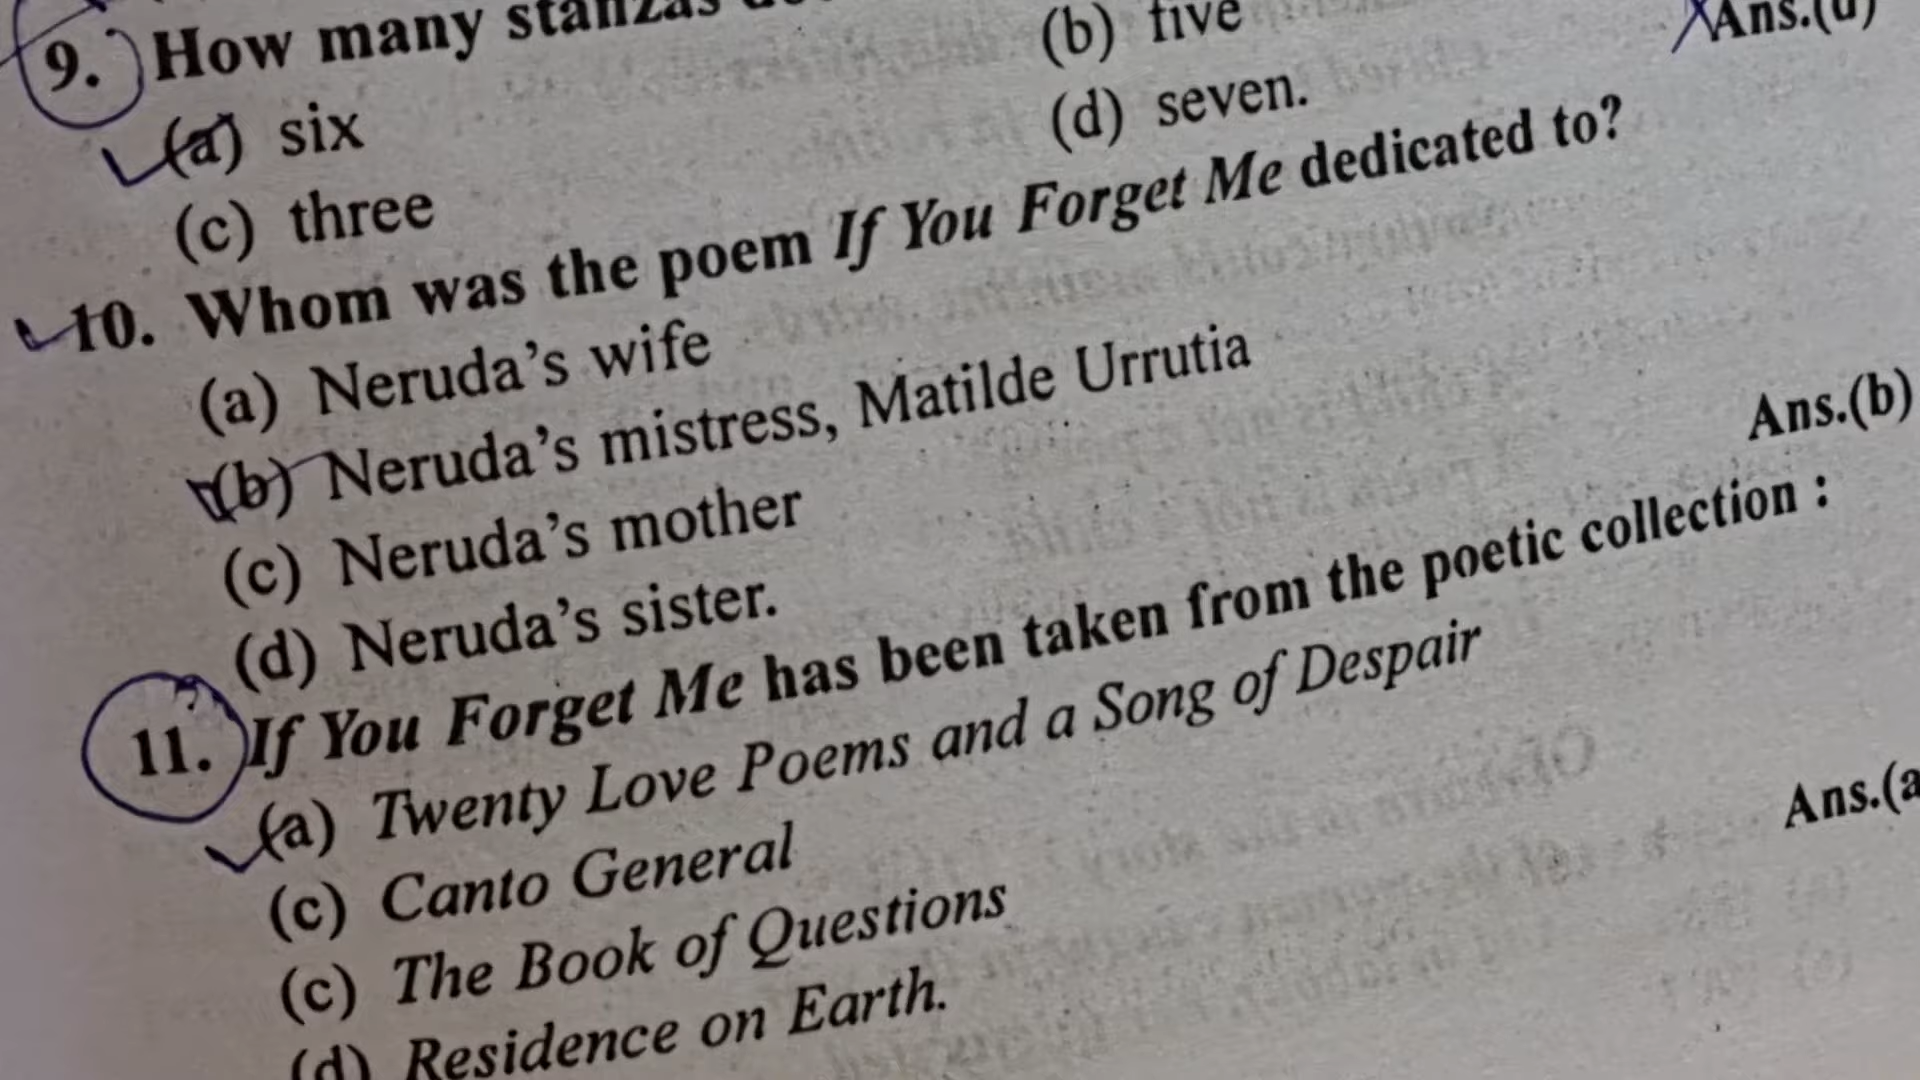 9. How many stanzas
(a) six
(b) five
(c) three
(d) seven.
10. Whom was the poem If You Forget Me dedicated to?
(a) Neruda's wife
(b) Neruda's mistress, Matilde Urrutia
(c) Neruda's mother
(d) Neruda's sister.
Ans.(b)
11. If You Forget Me has been taken from the poetic collection :
(a) Twenty Love Poems and a Song of Despair
(c) Canto General
(c) The Book of Questions
(d) Residence on Earth.
Ans.(a